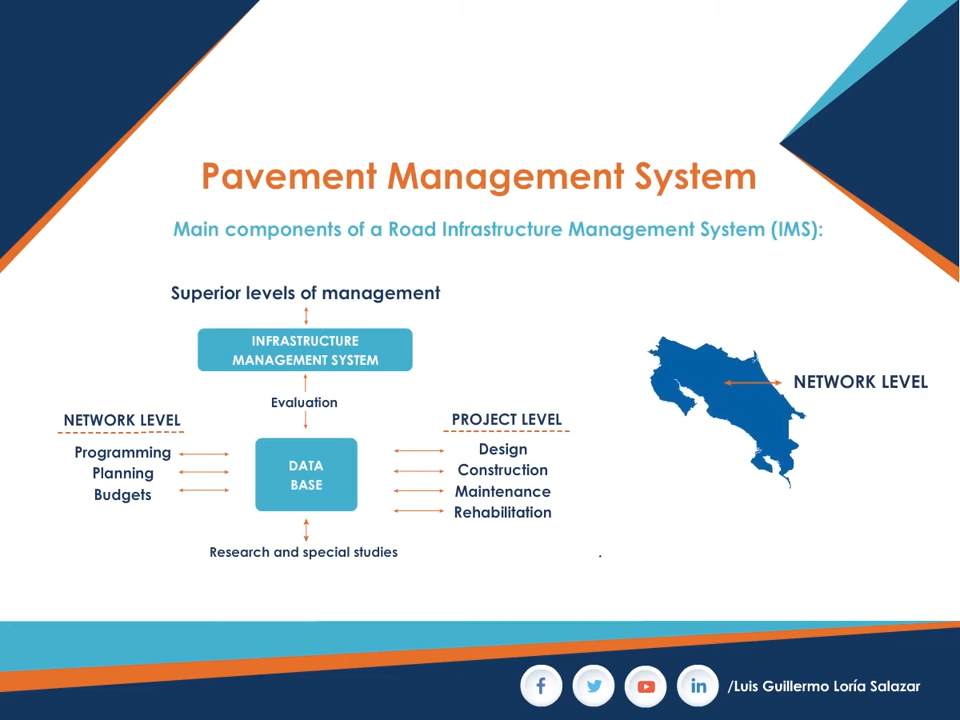 Pavement Management System
Main components of a Road Infrastructure Management System (IMS):
Superior levels of management
INFRASTRUCTURE
MANAGEMENT SYSTEM
Evaluation
NETWORK LEVEL
Programming
Planning
Budgets
DATA
BASE
PROJECT LEVEL
Design
Construction
Maintenance
Rehabilitation
Research and special studies
.
NETWORK LEVEL
/Luis Guillermo Loría Salazar